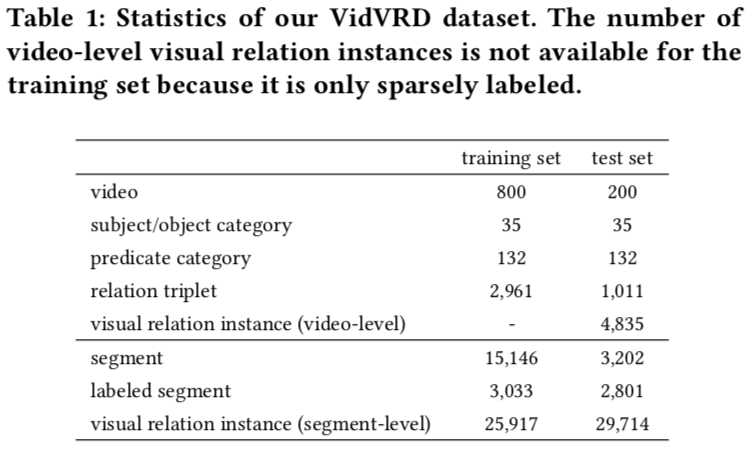 Table 1: Statistics of our VidVRD dataset. The number of
video-level visual relation instances is not available for the
training set because it is only sparsely labeled.
training set test set
video 800 200
subject/object category 35 35
predicate category 132 132
relation triplet 2,961 1,011
visual relation instance (video-level) - 4,835
segment 15,146 3,202
labeled segment 3,033 2,801
visual relation instance (segment-level) 25,917 29,714